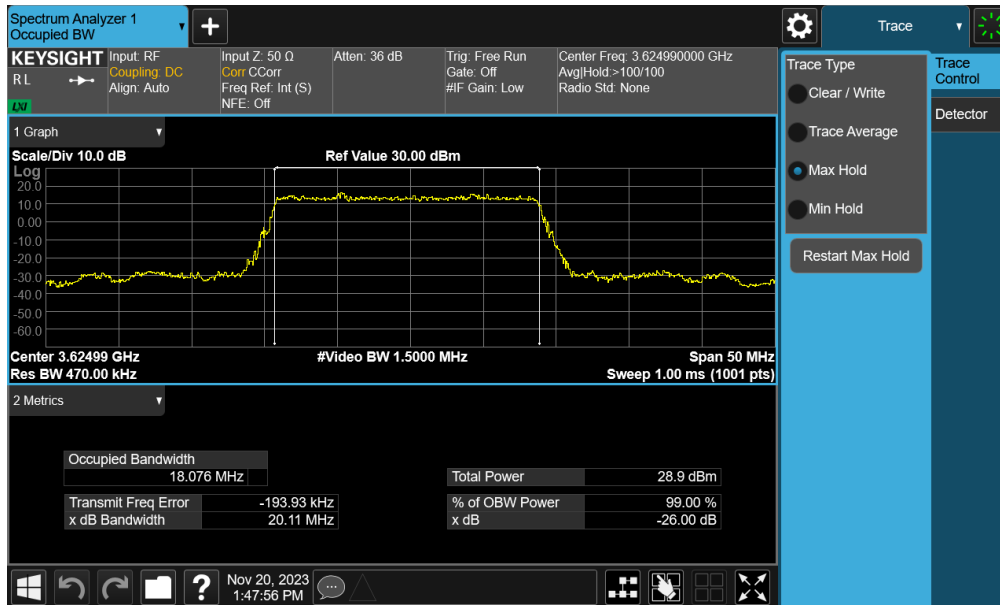 Spectrum Analyzer 1
Occupied BW
+
Trace
KEYSIGHT
R L
LXI
Input: RF
Coupling: DC
Align: Auto
Input Z: 50 Ω
Corr CCorr
Freq Ref: Int (S)
NFE: Off
Atten: 36 dB
Trig: Free Run
Gate: Off
#IF Gain: Low
Center Freq: 3.624990000 GHz
Avg|Hold:>100/100
Radio Std: None
1 Graph
Scale/Div 10.0 dB
Ref Value 30.00 dBm
Log
20.0
10.0
0.00
-10.0
-20.0
-30.0
-40.0
-50.0
-60.0
Center 3.62499 GHz
#Video BW 1.5000 MHz
Span 50 MHz
Res BW 470.00 kHz
Sweep 1.00 ms (1001 pts)
2 Metrics
Occupied Bandwidth
18.076 MHz
Transmit Freq Error -193.93 kHz
x dB Bandwidth 20.11 MHz
Total Power 28.9 dBm
% of OBW Power 99.00 %
x dB -26.00 dB
Trace Type
Clear / Write
Trace Average
Max Hold
Min Hold
Restart Max Hold
Trace
Control
Detector
?
Nov 20, 2023
1:47:56 PM